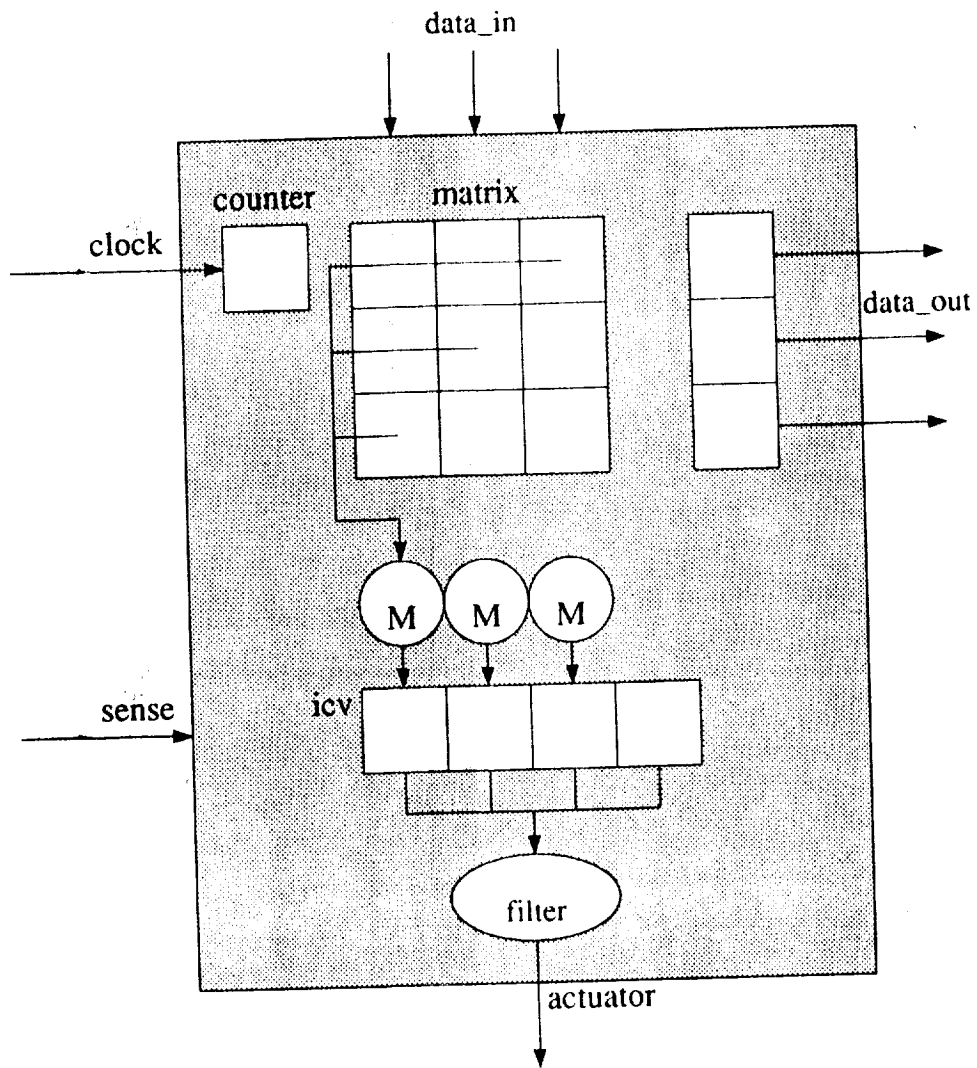 data_in
counter
matrix
clock
data_out
M M M
icv
sense
filter
actuator